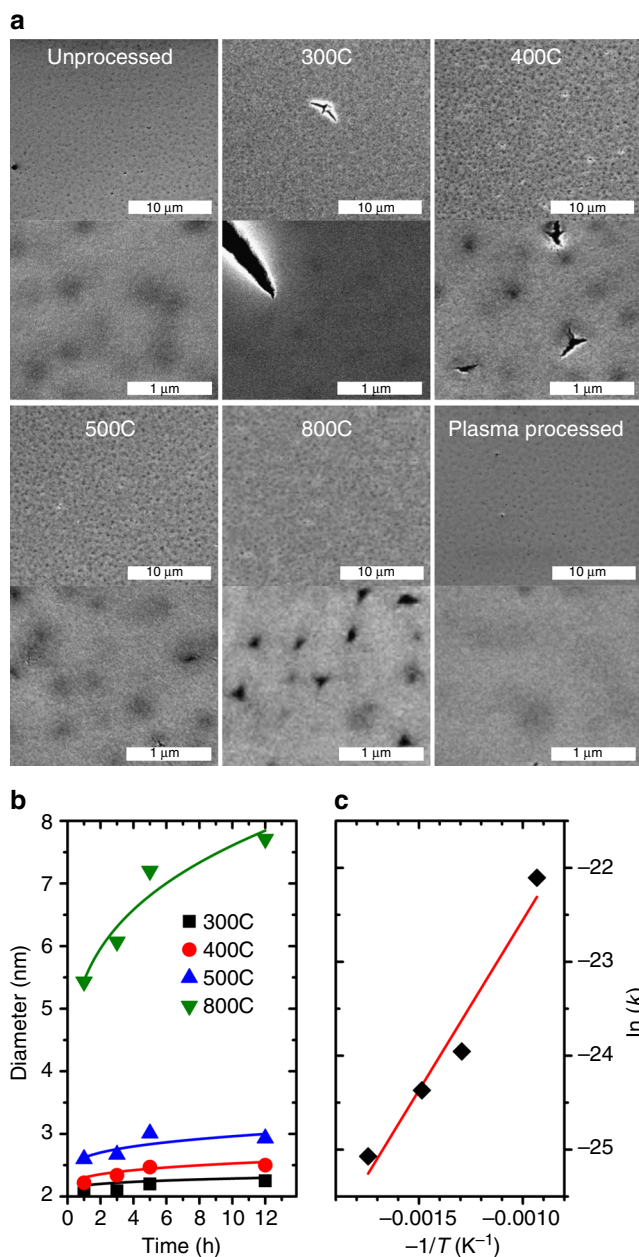 a
Unprocessed
300C
400C
10 μm
10 μm
10 μm
1 μm
1 μm
1 μm
500C
800C
Plasma processed
10 μm
10 μm
10 μm
1 μm
1 μm
1 μm
b
c
8
7
6
5
4
3
2
Diameter (nm)
300C
400C
500C
800C
0
2
4
6
8
10
12
Time (h)
–22
–23
–24
–25
ln (k)
–0.0015
–0.0010
–1/T (K⁻¹)